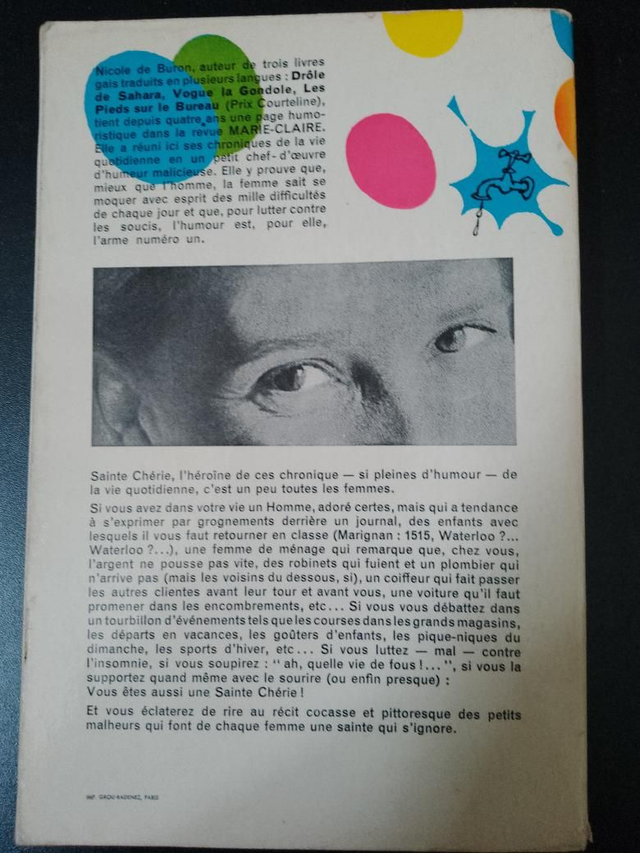 Nicole de Buron, auteur de trois livres
gais traduits en plusieurs langues : Drôle
de Sahara, Vogue la Gondole, Les
Pieds sur le Bureau (Prix Courteline),
tient depuis quatre ans une page humo-
ristique dans la revue MARIE-CLAIRE.
Elle a réuni ici ses chroniques de la vie
quotidienne en un petit chef-d'œuvre
d'humeur malicieuse. Elle y prouve que,
mieux que l'homme, la femme sait se
moquer avec esprit des mille difficultés
de chaque jour et que, pour lutter contre
les soucis, l'humour est, pour elle,
l'arme numéro un.
Sainte Chérie, l'héroïne de ces chronique — si pleines d'humour — de
la vie quotidienne, c'est un peu toutes les femmes.
Si vous avez dans votre vie un Homme, adoré certes, mais qui a tendance
à s'exprimer par grognements derrière un journal, des enfants avec
lesquels il vous faut retourner en classe (Marignan : 1515, Waterloo ?...
Waterloo ?...), une femme de ménage qui remarque que, chez vous,
l'argent ne pousse pas vite, des robinets qui fuient et un plombier qui
n'arrive pas (mais les voisins du dessous, si), un coiffeur qui fait passer
les autres clientes avant leur tour et avant vous, une voiture qu'il faut
promener dans les encombrements, etc... Si vous vous débattez dans
un tourbillon d'événements tels que les courses dans les grands magasins,
les départs en vacances, les goûters d'enfants, les pique-niques du
dimanche, les sports d'hiver, etc... Si vous luttez — mal — contre
l'insomnie, si vous soupirez : “ ah, quelle vie de fous !... ”, si vous la
supportez quand même avec le sourire (ou enfin presque) :
Vous êtes aussi une Sainte Chérie !
Et vous éclaterez de rire au récit cocasse et pittoresque des petits
malheurs qui font de chaque femme une sainte qui s'ignore.
IMP. GROU-RADENEZ, PARIS